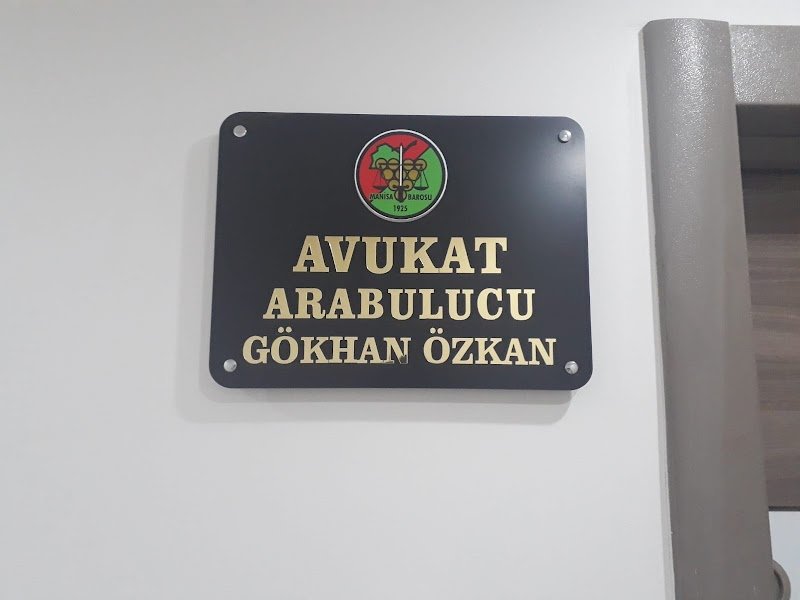 MANİSA BAROSU
1925
AVUKAT
ARABULUCU
GÖKHAN ÖZKAN